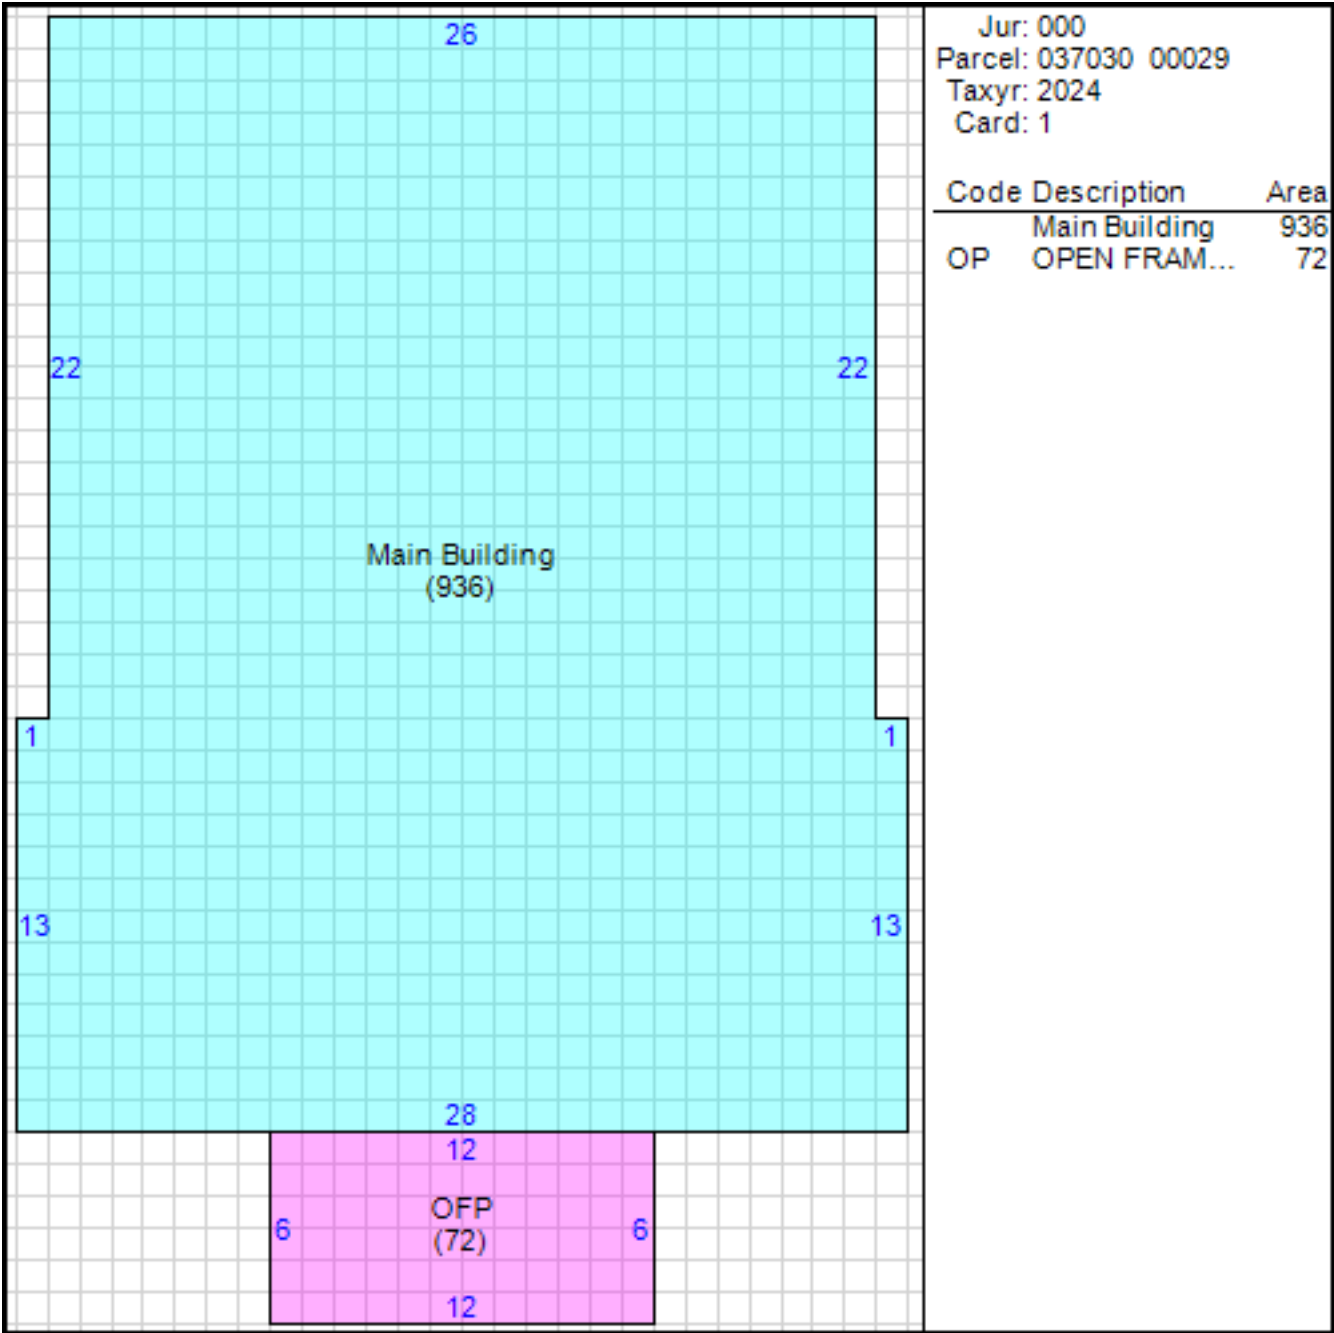 26
22
22
Main Building
(936)
1
1
13
13
28
12
OFP
(72)
6
6
12
Jur: 000
Parcel: 037030 00029
Taxyr: 2024
Card: 1
Code Description Area
Main Building 936
OP OPEN FRAM... 72